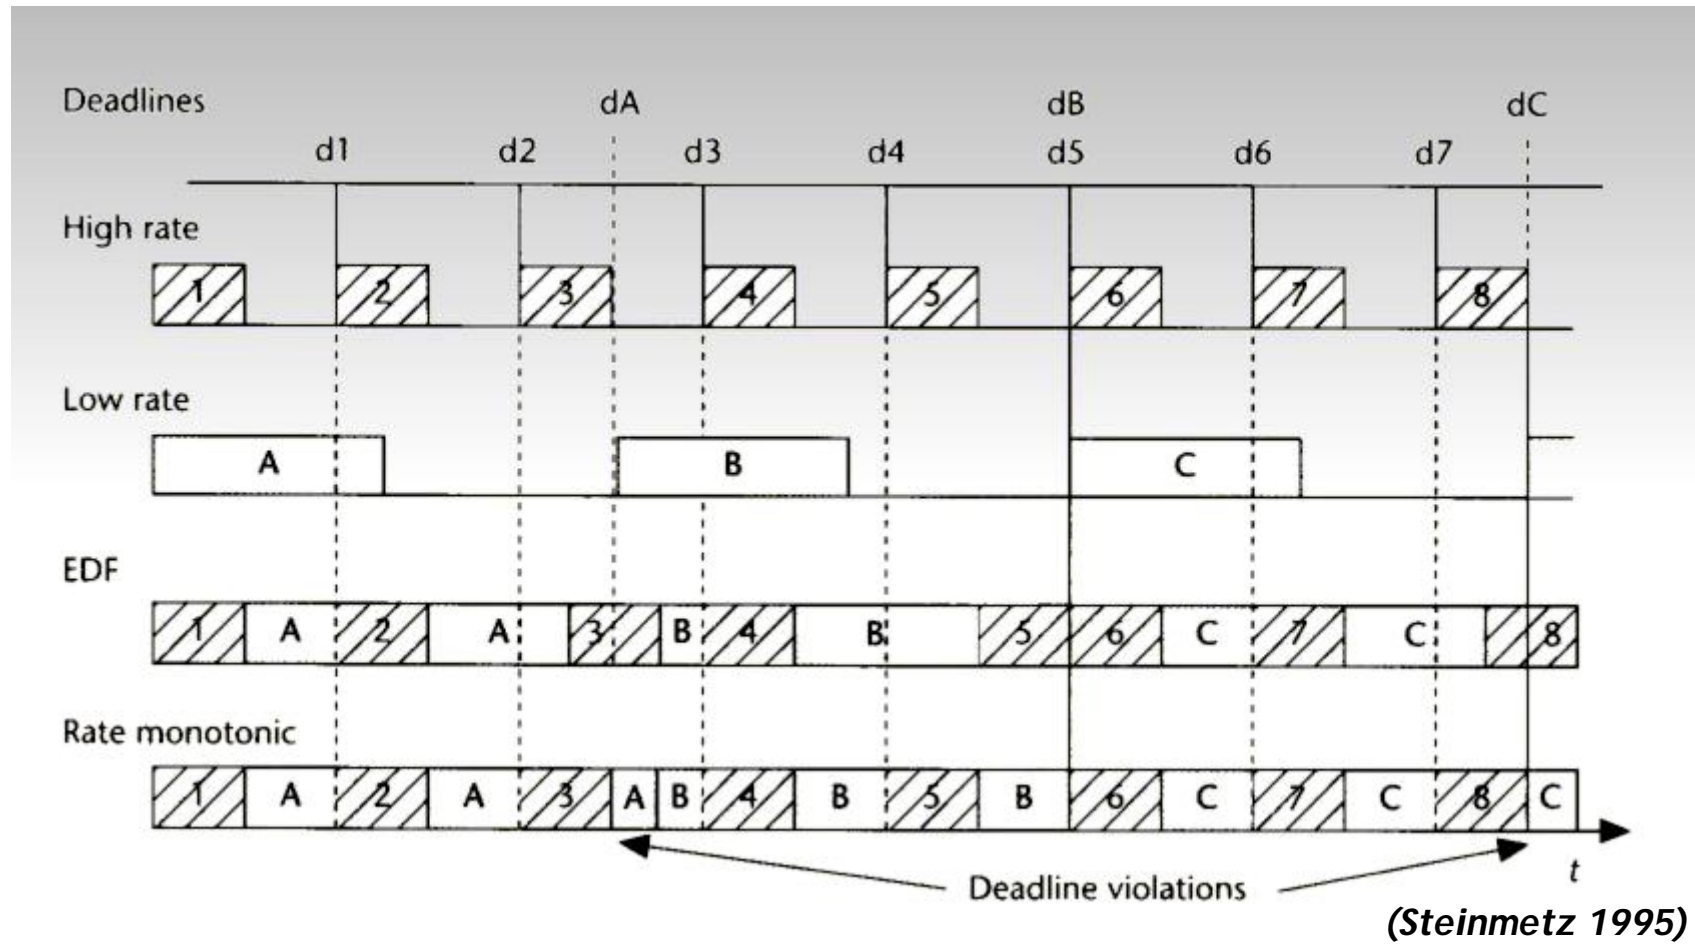 Deadlines dA dB dC
d1 d2 d3 d4 d5 d6 d7
High rate
1 2 3 4 5 6 7 8
Low rate
A B C
EDF
1 A 2 A 3 B 4 B 5 6 C 7 C 8
Rate monotonic
1 A 2 A 3 A B 4 B 5 B 6 C 7 C 8 C
t
Deadline violations
(Steinmetz 1995)